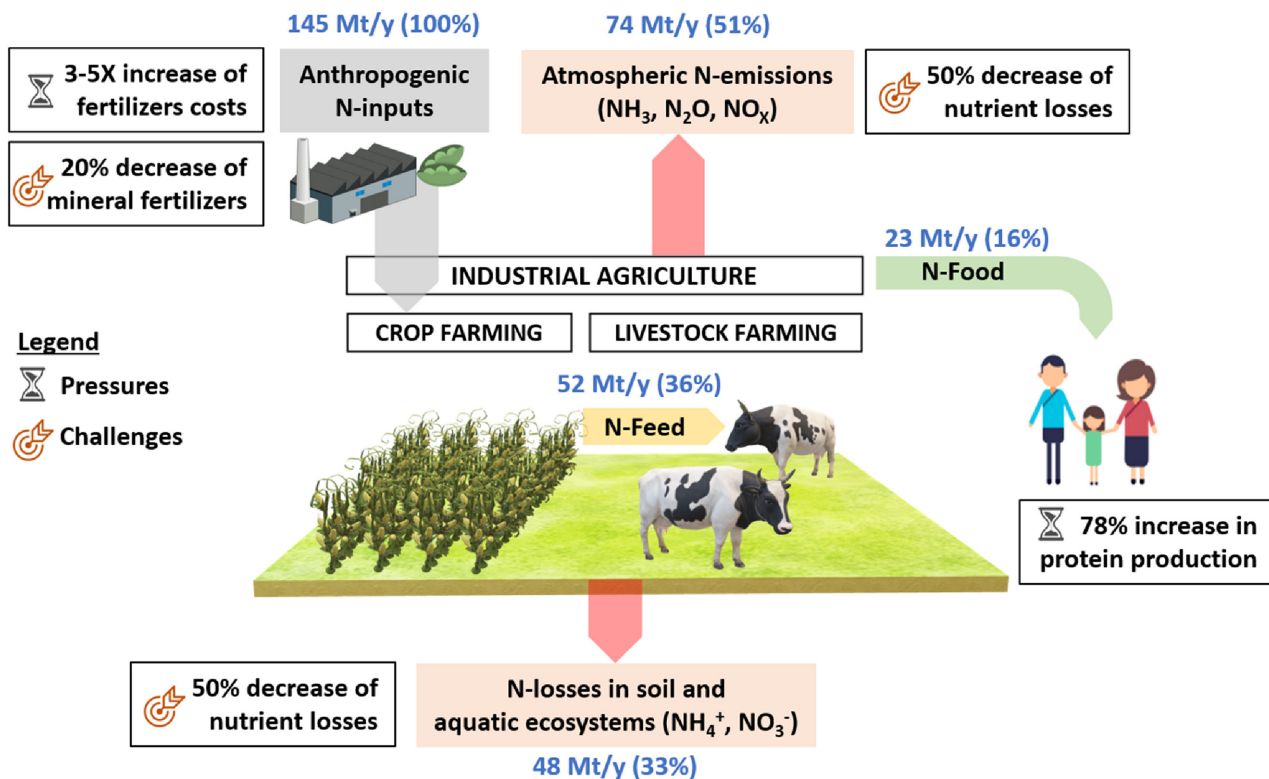 145 Mt/y (100%)
74 Mt/y (51%)
3-5X increase of
fertilizers costs
Anthropogenic
N-inputs
Atmospheric N-emissions
(NH₃, N₂O, NOₓ)
50% decrease of
nutrient losses
20% decrease of
mineral fertilizers
23 Mt/y (16%)
N-Food
INDUSTRIAL AGRICULTURE
CROP FARMING
LIVESTOCK FARMING
Legend
Pressures
Challenges
52 Mt/y (36%)
N-Feed
78% increase in
protein production
50% decrease of
nutrient losses
N-losses in soil and
aquatic ecosystems (NH₄⁺, NO₃⁻)
48 Mt/y (33%)